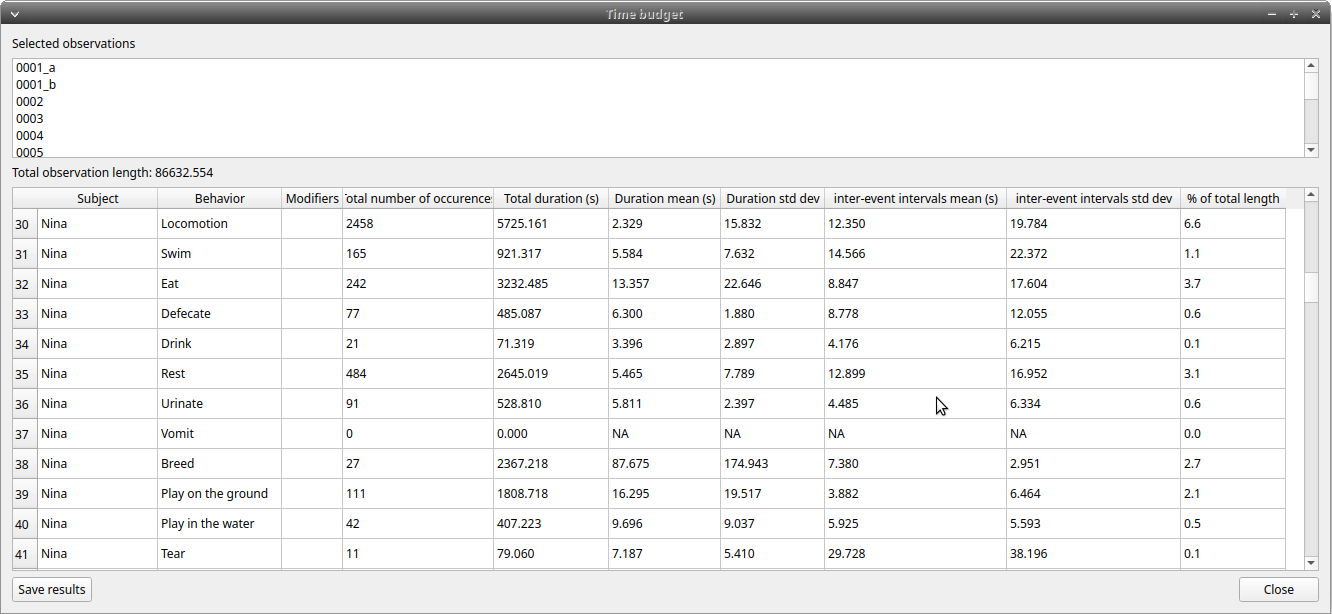 Time budget
Selected observations
0001_a
0001_b
0002
0003
0004
0005
Total observation length: 86632.554
Subject Behavior Modifiers otal number of occurences Total duration (s) Duration mean (s) Duration std dev inter-event intervals mean (s) inter-event intervals std dev % of total length
30 Nina Locomotion 2458 5725.161 2.329 15.832 12.350 19.784 6.6
31 Nina Swim 165 921.317 5.584 7.632 14.566 22.372 1.1
32 Nina Eat 242 3232.485 13.357 22.646 8.847 17.604 3.7
33 Nina Defecate 77 485.087 6.300 1.880 8.778 12.055 0.6
34 Nina Drink 21 71.319 3.396 2.897 4.176 6.215 0.1
35 Nina Rest 484 2645.019 5.465 7.789 12.899 16.952 3.1
36 Nina Urinate 91 528.810 5.811 2.397 4.485 6.334 0.6
37 Nina Vomit 0 0.000 NA NA NA NA 0.0
38 Nina Breed 27 2367.218 87.675 174.943 7.380 2.951 2.7
39 Nina Play on the ground 111 1808.718 16.295 19.517 3.882 6.464 2.1
40 Nina Play in the water 42 407.223 9.696 9.037 5.925 5.593 0.5
41 Nina Tear 11 79.060 7.187 5.410 29.728 38.196 0.1
Save results Close